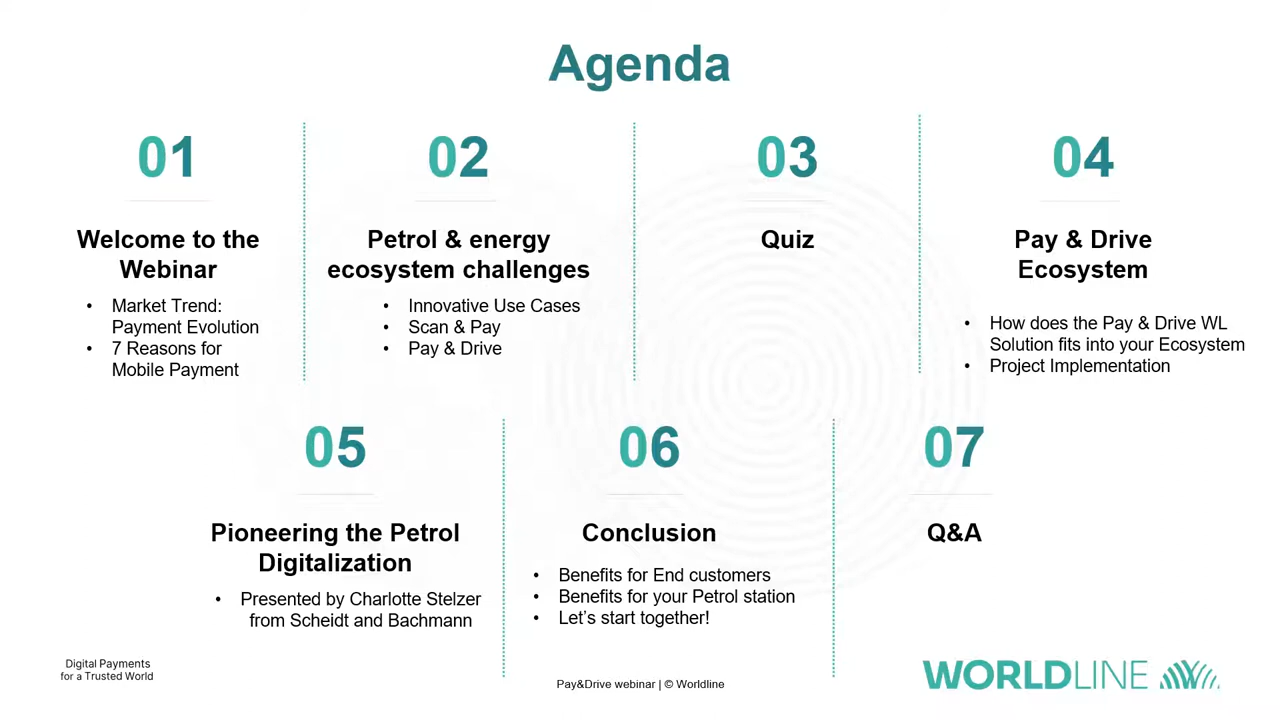 Agenda
01
Welcome to the
Webinar
• Market Trend:
Payment Evolution
• 7 Reasons for
Mobile Payment
02
Petrol & energy
ecosystem challenges
• Innovative Use Cases
• Scan & Pay
• Pay & Drive
03
Quiz
04
Pay & Drive
Ecosystem
• How does the Pay & Drive WL
Solution fits into your Ecosystem
• Project Implementation
05
Pioneering the Petrol
Digitalization
• Presented by Charlotte Stelzer
from Scheidt and Bachmann
06
Conclusion
• Benefits for End customers
• Benefits for your Petrol station
• Let’s start together!
07
Q&A
Digital Payments
for a Trusted World
Pay&Drive webinar | © Worldline
WORLDLINE